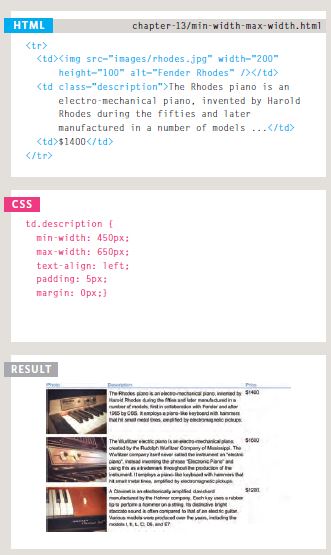 HTML
chapter-13/min-width-max-width.html
<tr>
<td><img src="images/rhodes.jpg" width="200"
height="100" alt="Fender Rhodes" /></td>
<td class="description">The Rhodes piano is an
electro-mechanical piano, invented by Harold
Rhodes during the fifties and later
manufactured in a number of models ...</td>
<td>$1400</td>
</tr>
CSS
td.description {
min-width: 450px;
max-width: 650px;
text-align: left;
padding: 5px;
margin: 0px;}
RESULT
Photo Description Price
The Rhodes piano is an electro-mechanical piano, invented by $1400
Harold Rhodes during the fifties and later manufactured in a
number of models, first in collaboration with Fender and after
1965 by CBS. It employs a piano-like keyboard with hammers
that hit small metal tines, amplified by electromagnetic pickups.
The Wurlitzer electric piano is an electro-mechanical piano,
created by the Rudolph Wurlitzer Company of Mississippi. The
Wurlitzer company itself never called the instrument an "electric
piano", instead inventing the phrase "Electronic Piano" and
using this as a trademark throughout the production of the
instrument. It employs a piano-like keyboard with hammers that
hit small metal tines, amplified by electromagnetic pickups.
A Clavinet is an electronically amplified clavichord
manufactured by the Hohner company. Each key uses a rubber
tip to perform a hammer on a string. Its distinctive bright
staccato sound is often compared to that of an electric guitar.
Various models were produced over the years, including the
models I, II, L, C, D6, and E7.